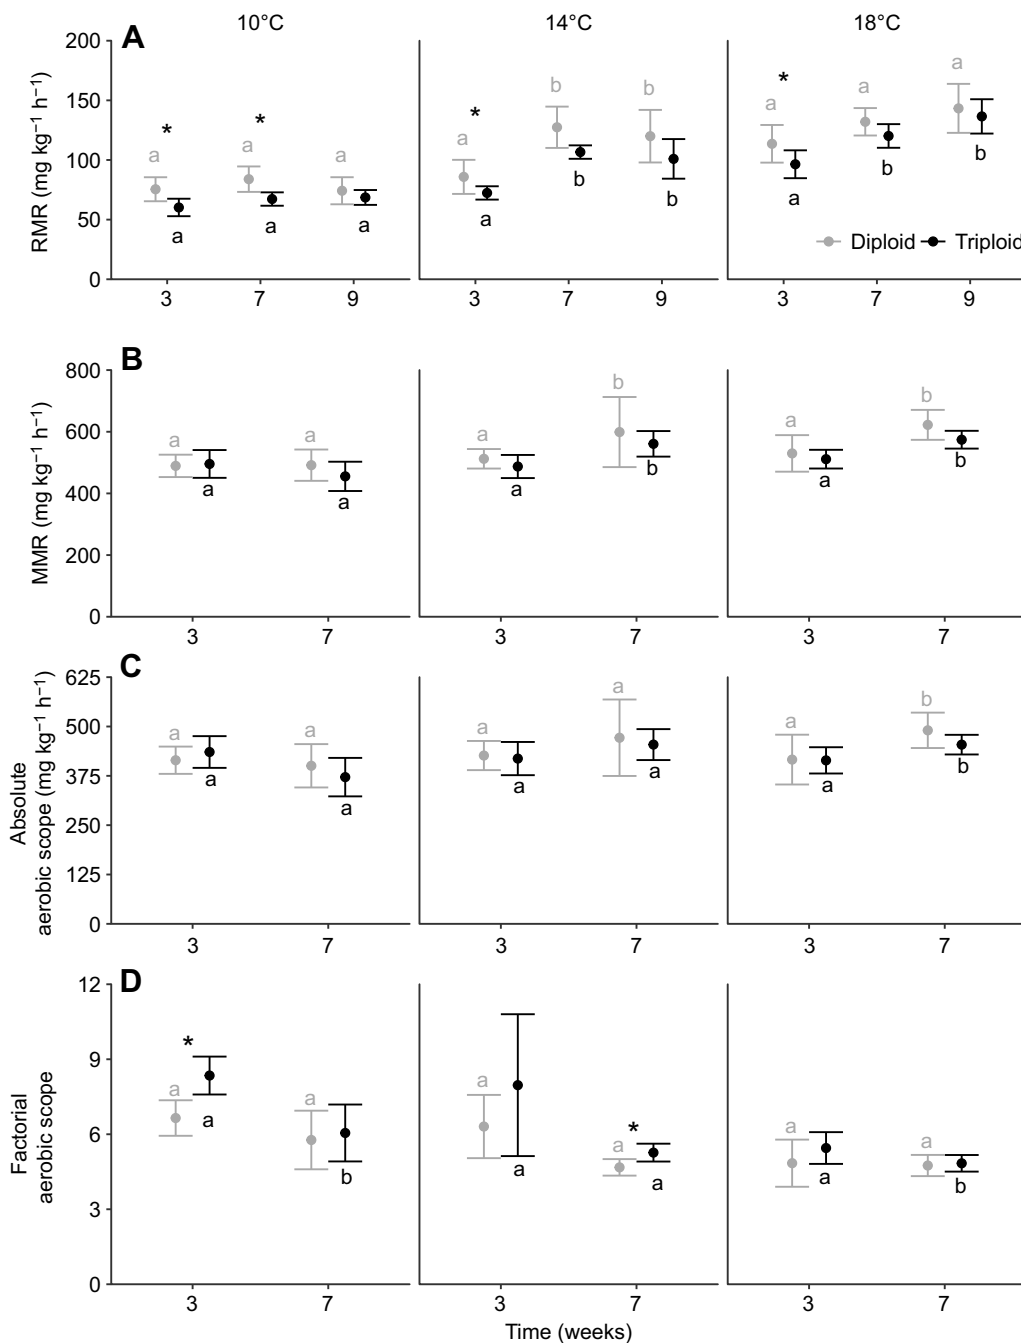 10°C 14°C 18°C
A
RMR (mg kg⁻¹ h⁻¹)
200
150
100
50
0
* * * *
a a a a b b a a a
a a a a b b a b b
Diploid Triploid
3 7 9 3 7 9 3 7 9
B
MMR (mg kg⁻¹ h⁻¹)
800
600
400
200
0
a a a b a b
a a a b a b
3 7 3 7 3 7
C
Absolute
aerobic scope (mg kg⁻¹ h⁻¹)
625
500
375
250
125
0
a a a a a b
a a a a a b
3 7 3 7 3 7
D
Factorial
aerobic scope
12
9
6
3
0
* *
a a a a a a
a b a a a b
3 7 3 7 3 7
Time (weeks)